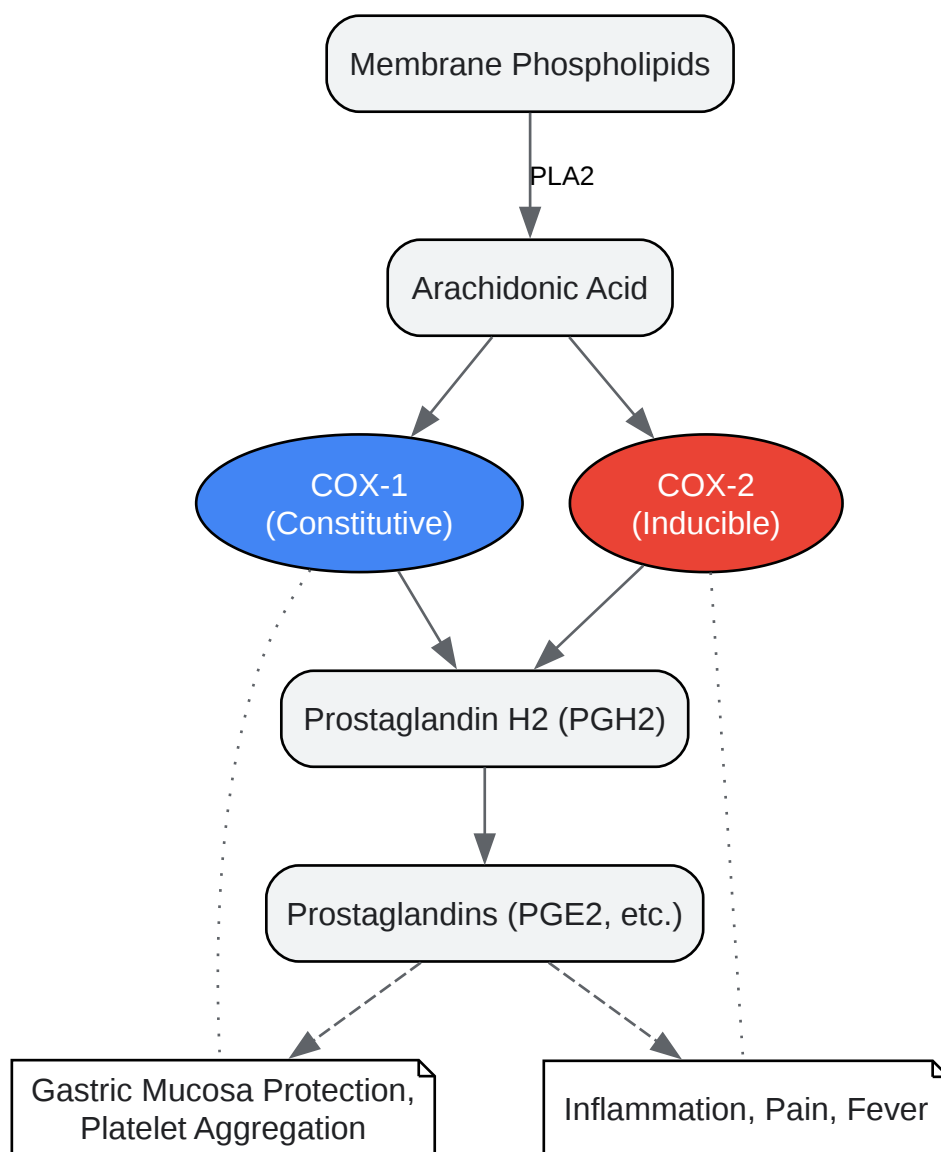 Membrane Phospholipids
PLA2
Arachidonic Acid
COX-1
(Constitutive)
COX-2
(Inducible)
Prostaglandin H2 (PGH2)
Prostaglandins (PGE2, etc.)
Gastric Mucosa Protection,
Platelet Aggregation
Inflammation, Pain, Fever